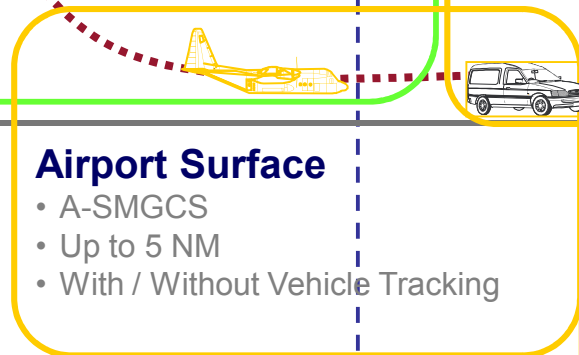 Airport Surface
• A-SMGCS
• Up to 5 NM
• With / Without Vehicle Tracking